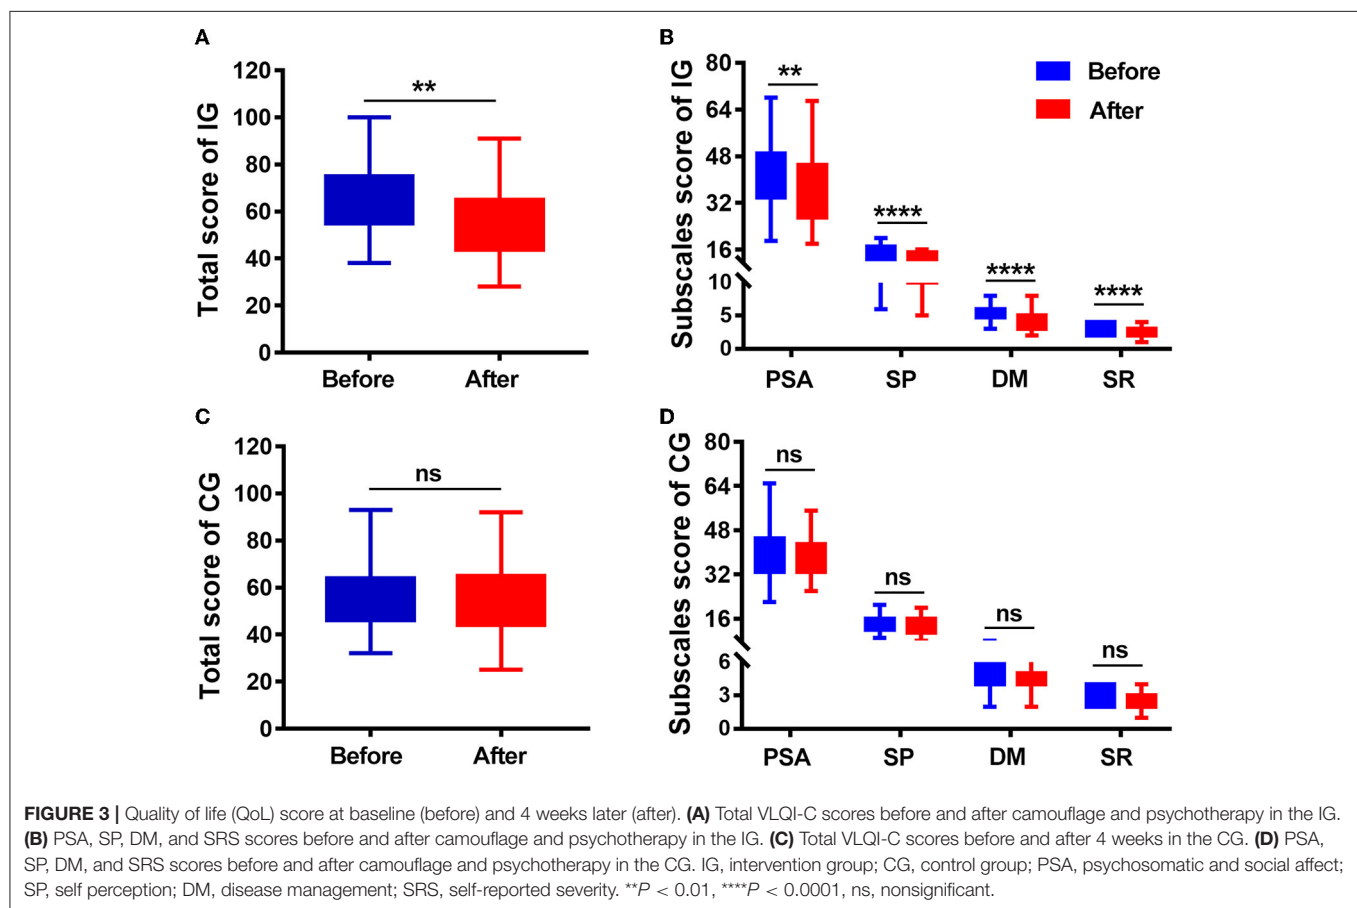 A
Total score of IG
120
100
80
60
40
20
0
**
Before
After
B
Subscales score of IG
80
64
48
32
16
10
5
0
**
****
****
****
Before
After
PSA
SP
DM
SR
C
Total score of CG
120
100
80
60
40
20
0
ns
Before
After
D
Subscales score of CG
80
64
48
32
16
6
3
0
ns
ns
ns
ns
PSA
SP
DM
SR
FIGURE 3 | Quality of life (QoL) score at baseline (before) and 4 weeks later (after). (A) Total VLQI-C scores before and after camouflage and psychotherapy in the IG.
(B) PSA, SP, DM, and SRS scores before and after camouflage and psychotherapy in the IG. (C) Total VLQI-C scores before and after 4 weeks in the CG. (D) PSA,
SP, DM, and SRS scores before and after camouflage and psychotherapy in the CG. IG, intervention group; CG, control group; PSA, psychosomatic and social affect;
SP, self perception; DM, disease management; SRS, self-reported severity. **P < 0.01, ****P < 0.0001, ns, nonsignificant.